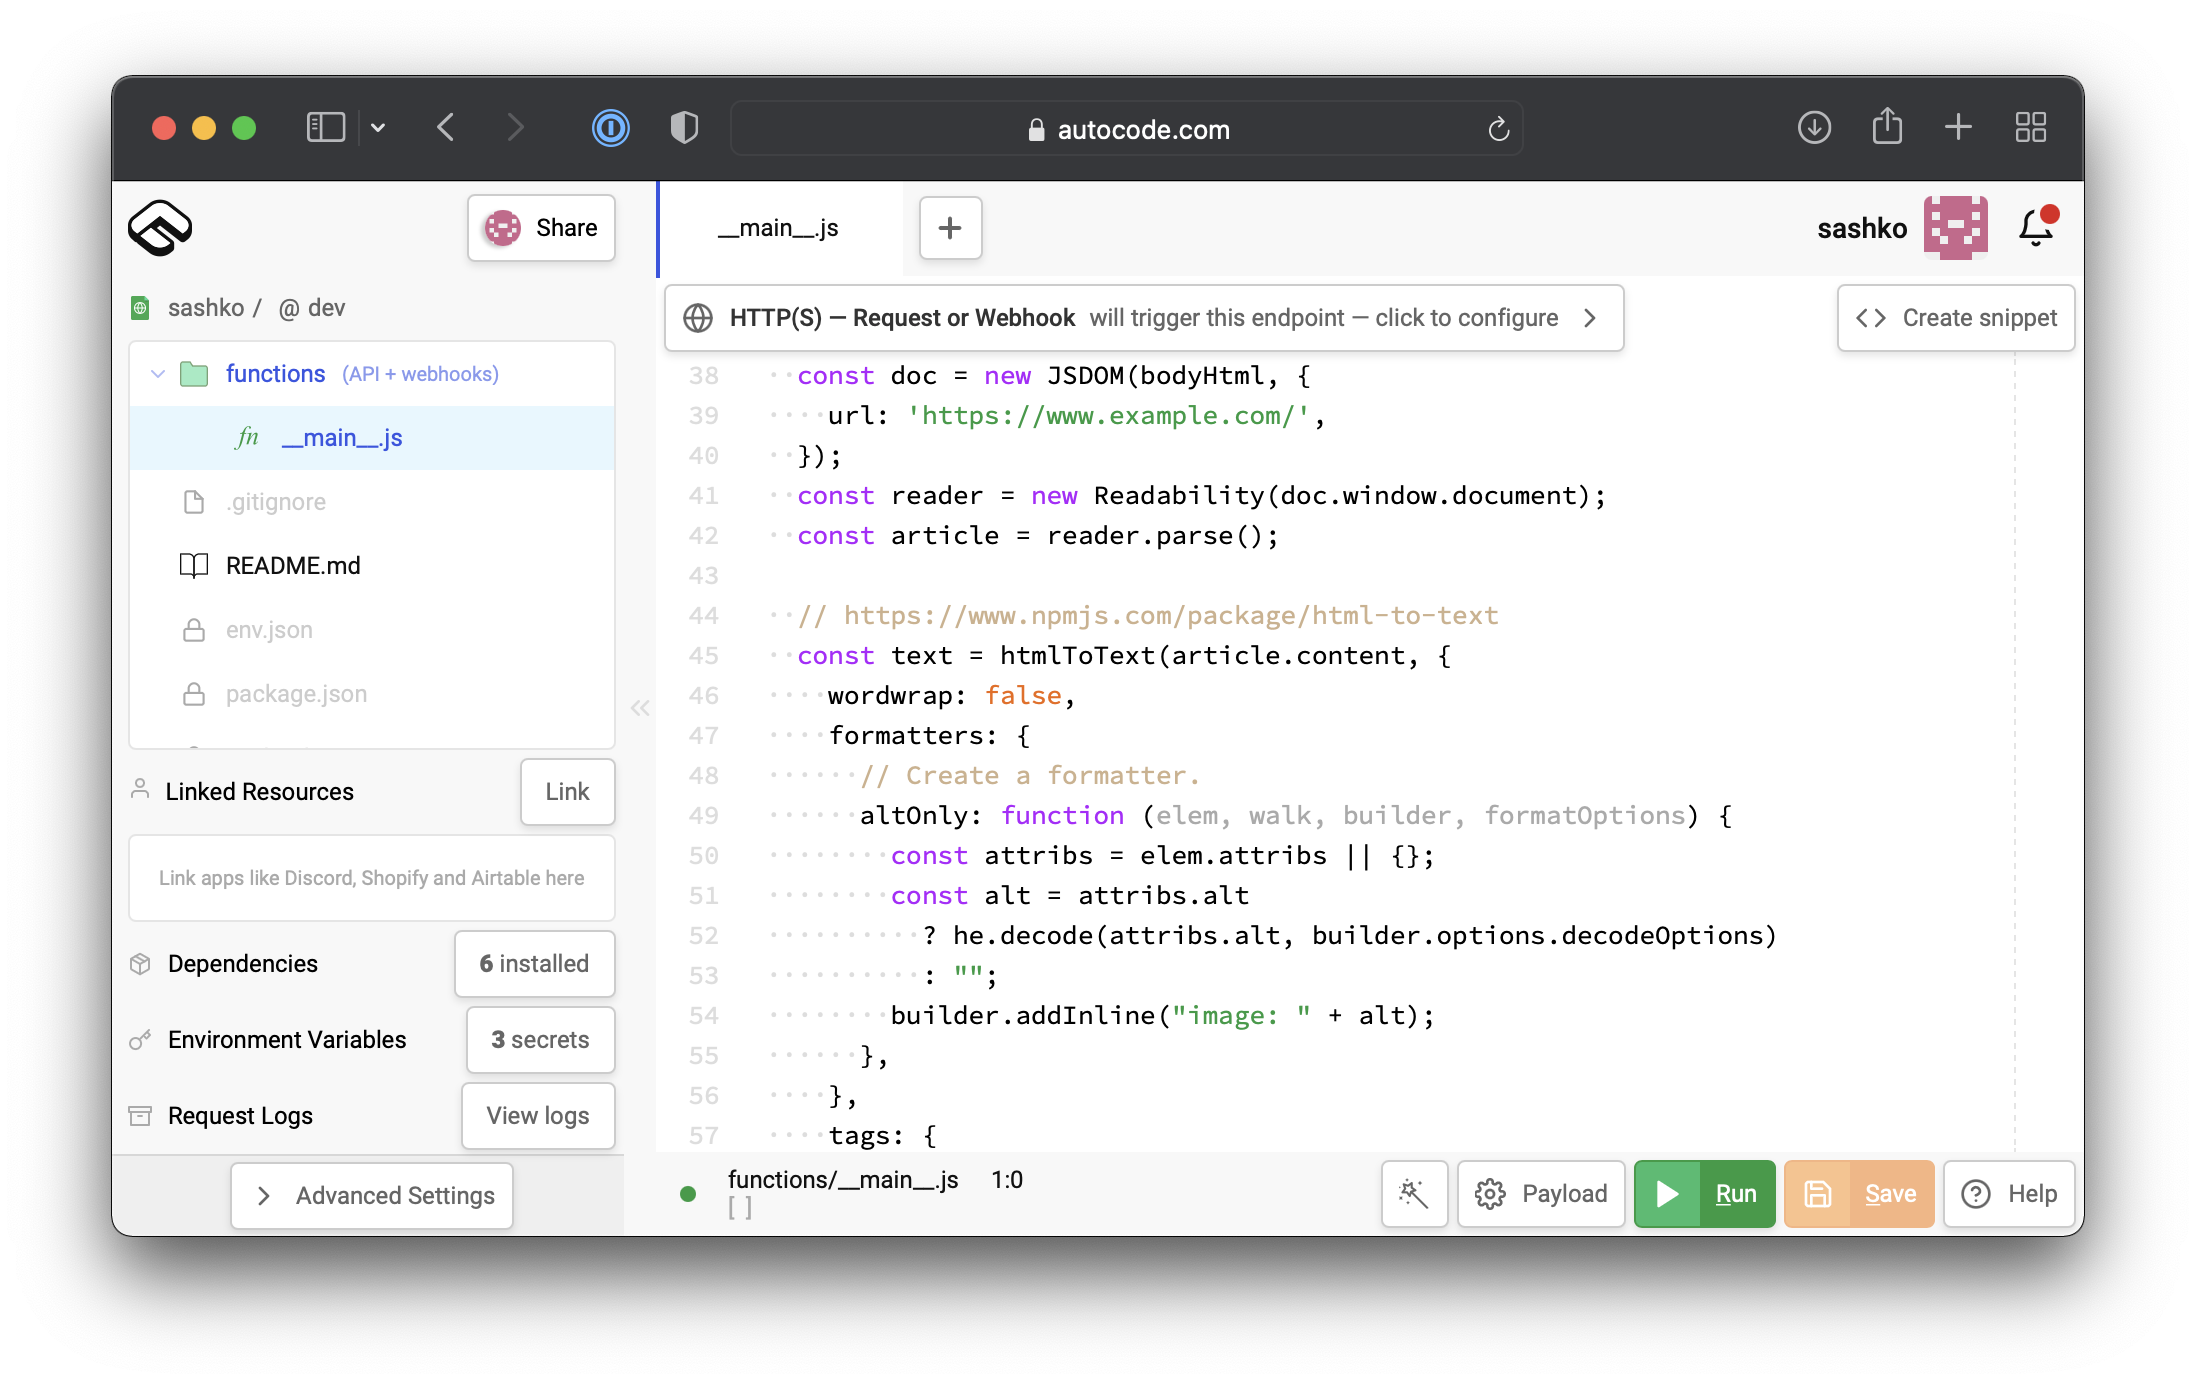 autocode.com
Share
__main__.js
sashko
sashko / @ dev
HTTP(S) — Request or Webhook will trigger this endpoint — click to configure
Create snippet
functions (API + webhooks)
fn __main__.js
.gitignore
README.md
env.json
package.json
Linked Resources
Link
Link apps like Discord, Shopify and Airtable here
Dependencies
6 installed
Environment Variables
3 secrets
Request Logs
View logs
Advanced Settings
38 const doc = new JSDOM(bodyHtml, {
39 url: 'https://www.example.com/',
40 });
41 const reader = new Readability(doc.window.document);
42 const article = reader.parse();
43
44 // https://www.npmjs.com/package/html-to-text
45 const text = htmlToText(article.content, {
46 wordwrap: false,
47 formatters: {
48 // Create a formatter.
49 altOnly: function (elem, walk, builder, formatOptions) {
50 const attribs = elem.attribs || {};
51 const alt = attribs.alt
52 ? he.decode(attribs.alt, builder.options.decodeOptions)
53 : "";
54 builder.addInline("image: " + alt);
55 },
56 },
57 tags: {
functions/__main__.js 1:0
[ ]
Payload
Run
Save
Help